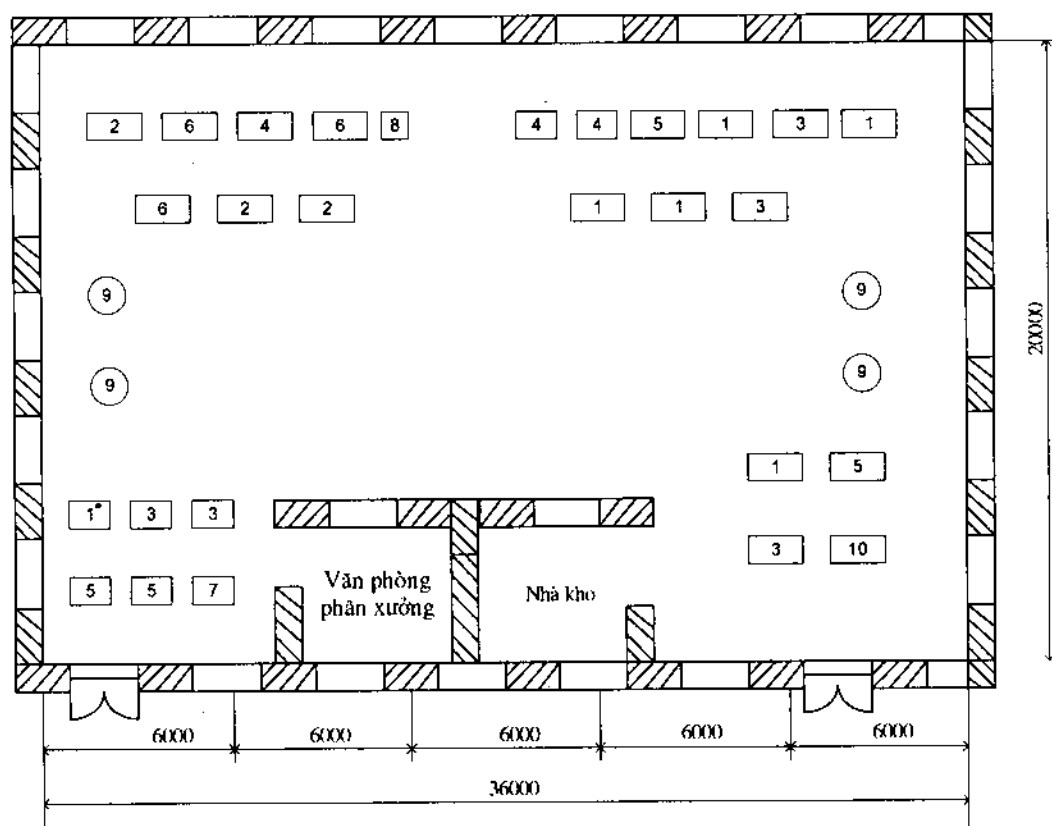 2 6 4 6 8 4 4 5 1 3 1
6 2 2 1 1 3
9 9
9 9
1 5
1 3 3
3 10
5 5 7
Văn phòng
phân xưởng
Nhà kho
20000
6000 6000 6000 6000 6000
36000